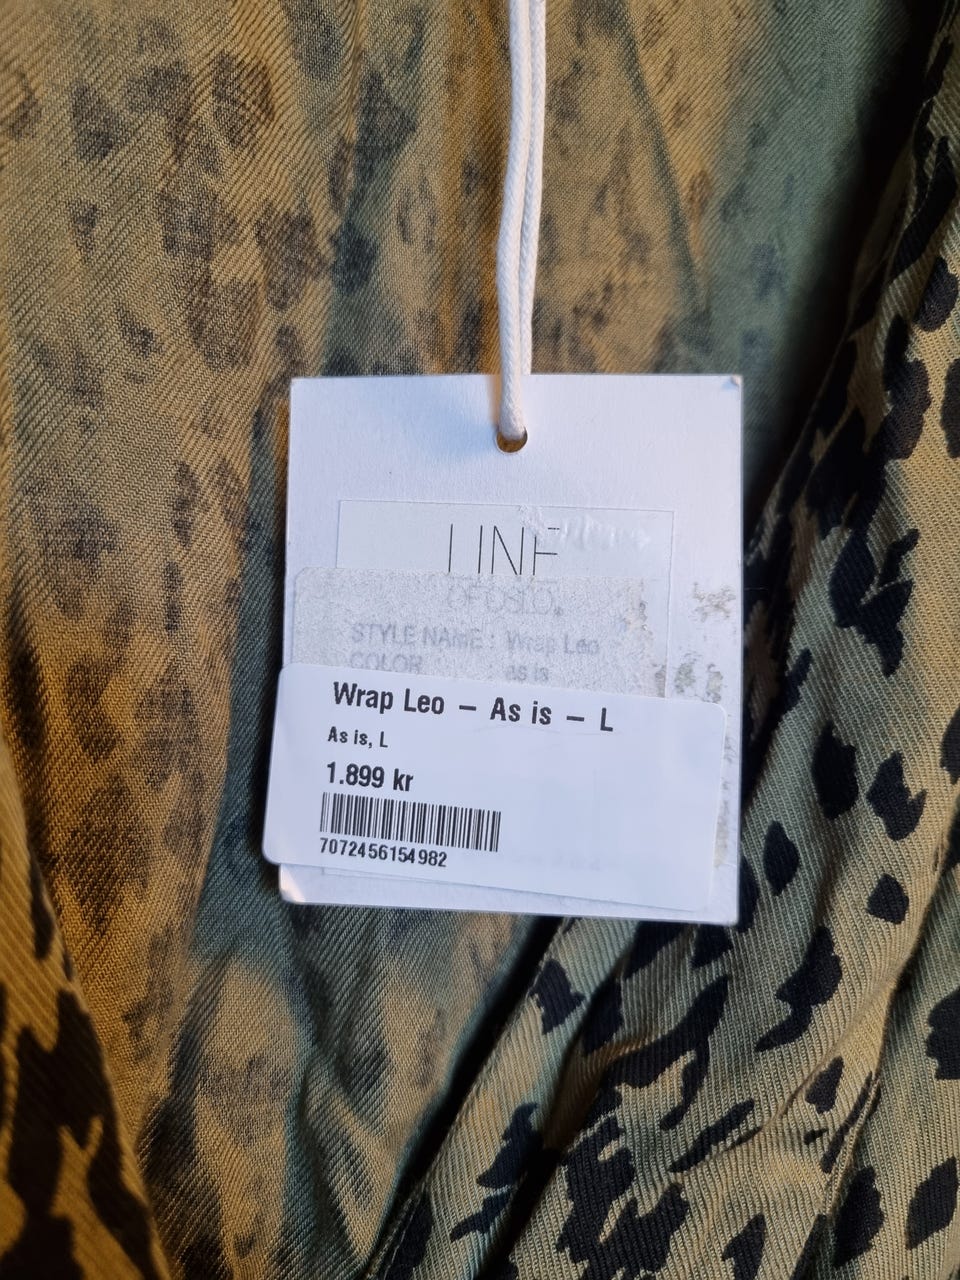 LINE
OF OSLO.
STYLE NAME : Wrap Leo
COLOR as is
Wrap Leo – As is – L
As is, L
1.899 kr
7072456154982